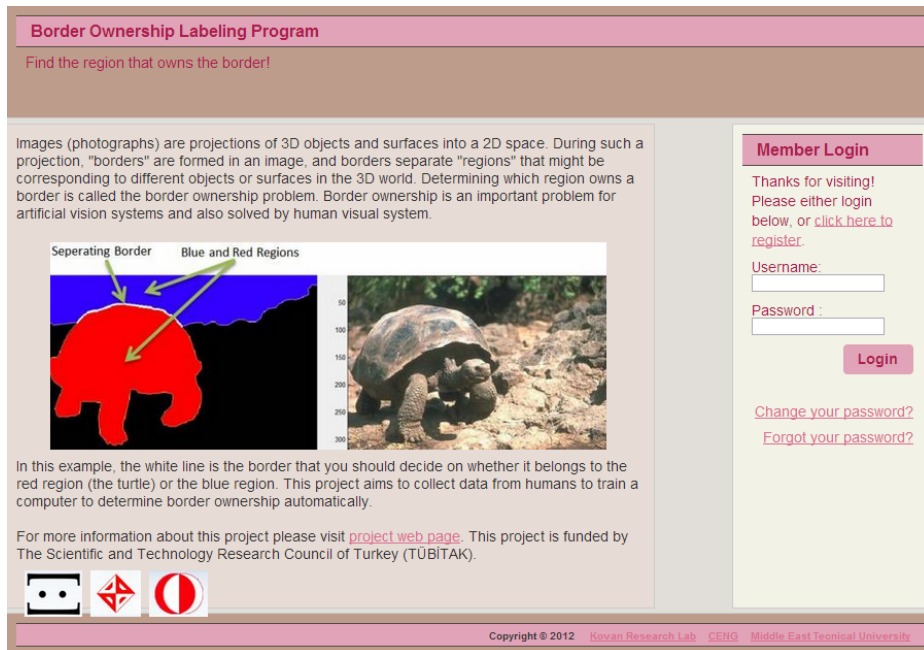 Border Ownership Labeling Program
Find the region that owns the border!
Images (photographs) are projections of 3D objects and surfaces into a 2D space. During such a
projection, "borders" are formed in an image, and borders separate "regions" that might be
corresponding to different objects or surfaces in the 3D world. Determining which region owns a
border is called the border ownership problem. Border ownership is an important problem for
artificial vision systems and also solved by human visual system.
Seperating Border
Blue and Red Regions
50
100
150
200
250
300
In this example, the white line is the border that you should decide on whether it belongs to the
red region (the turtle) or the blue region. This project aims to collect data from humans to train a
computer to determine border ownership automatically.
For more information about this project please visit project web page. This project is funded by
The Scientific and Technology Research Council of Turkey (TÜBİTAK).
Member Login
Thanks for visiting!
Please either login
below, or click here to
register.
Username:
Password :
Login
Change your password?
Forgot your password?
Copyright © 2012 Kovan Research Lab CENG Middle East Tecnical University